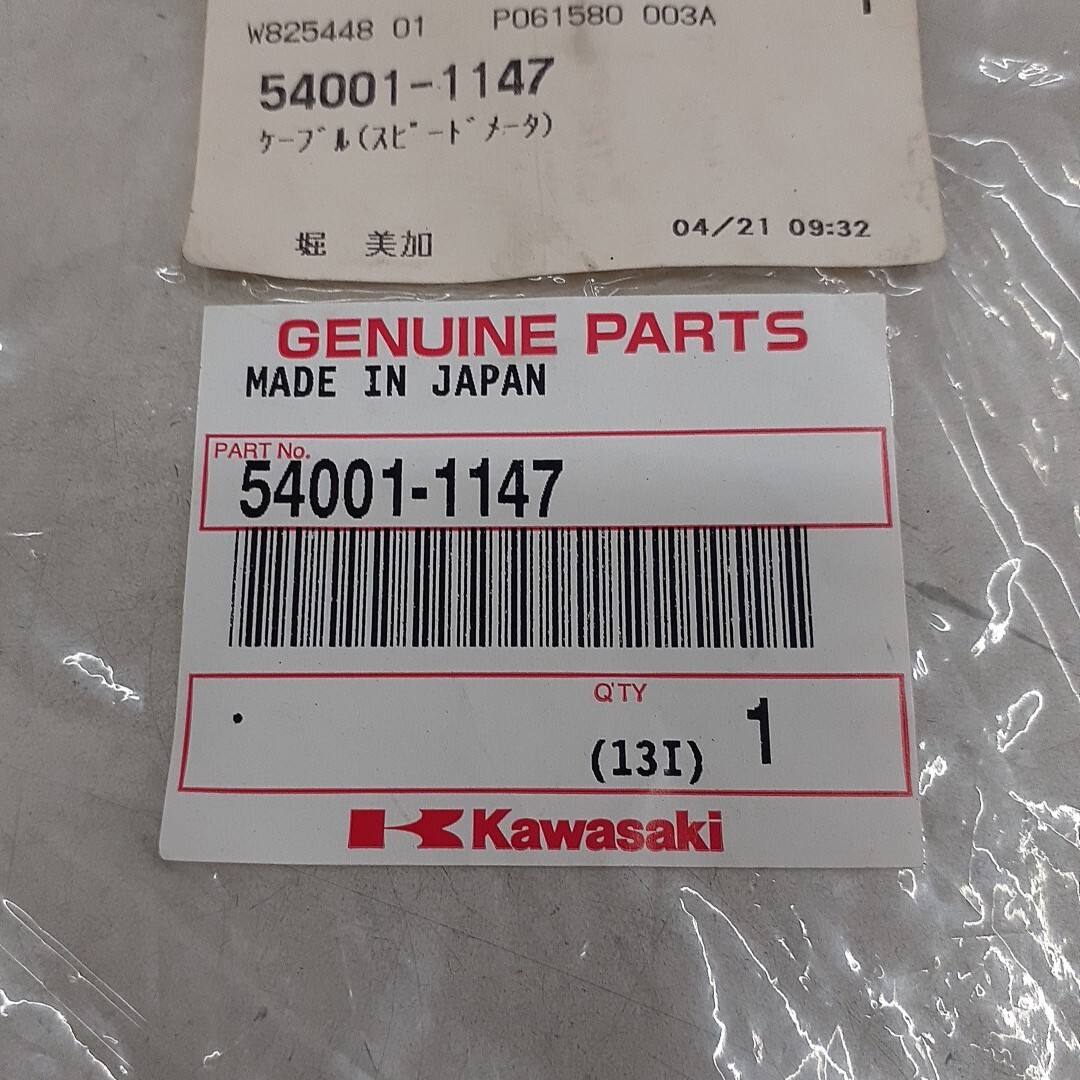 W825448 01 P061580 003A
54001-1147
ｹｰﾌﾞﾙ(ｽﾋﾟｰﾄﾞﾒｰﾀ)
堀 美加 04/21 09:32
GENUINE PARTS
MADE IN JAPAN
PART No.
54001-1147
Q'TY
(13I) 1
Kawasaki